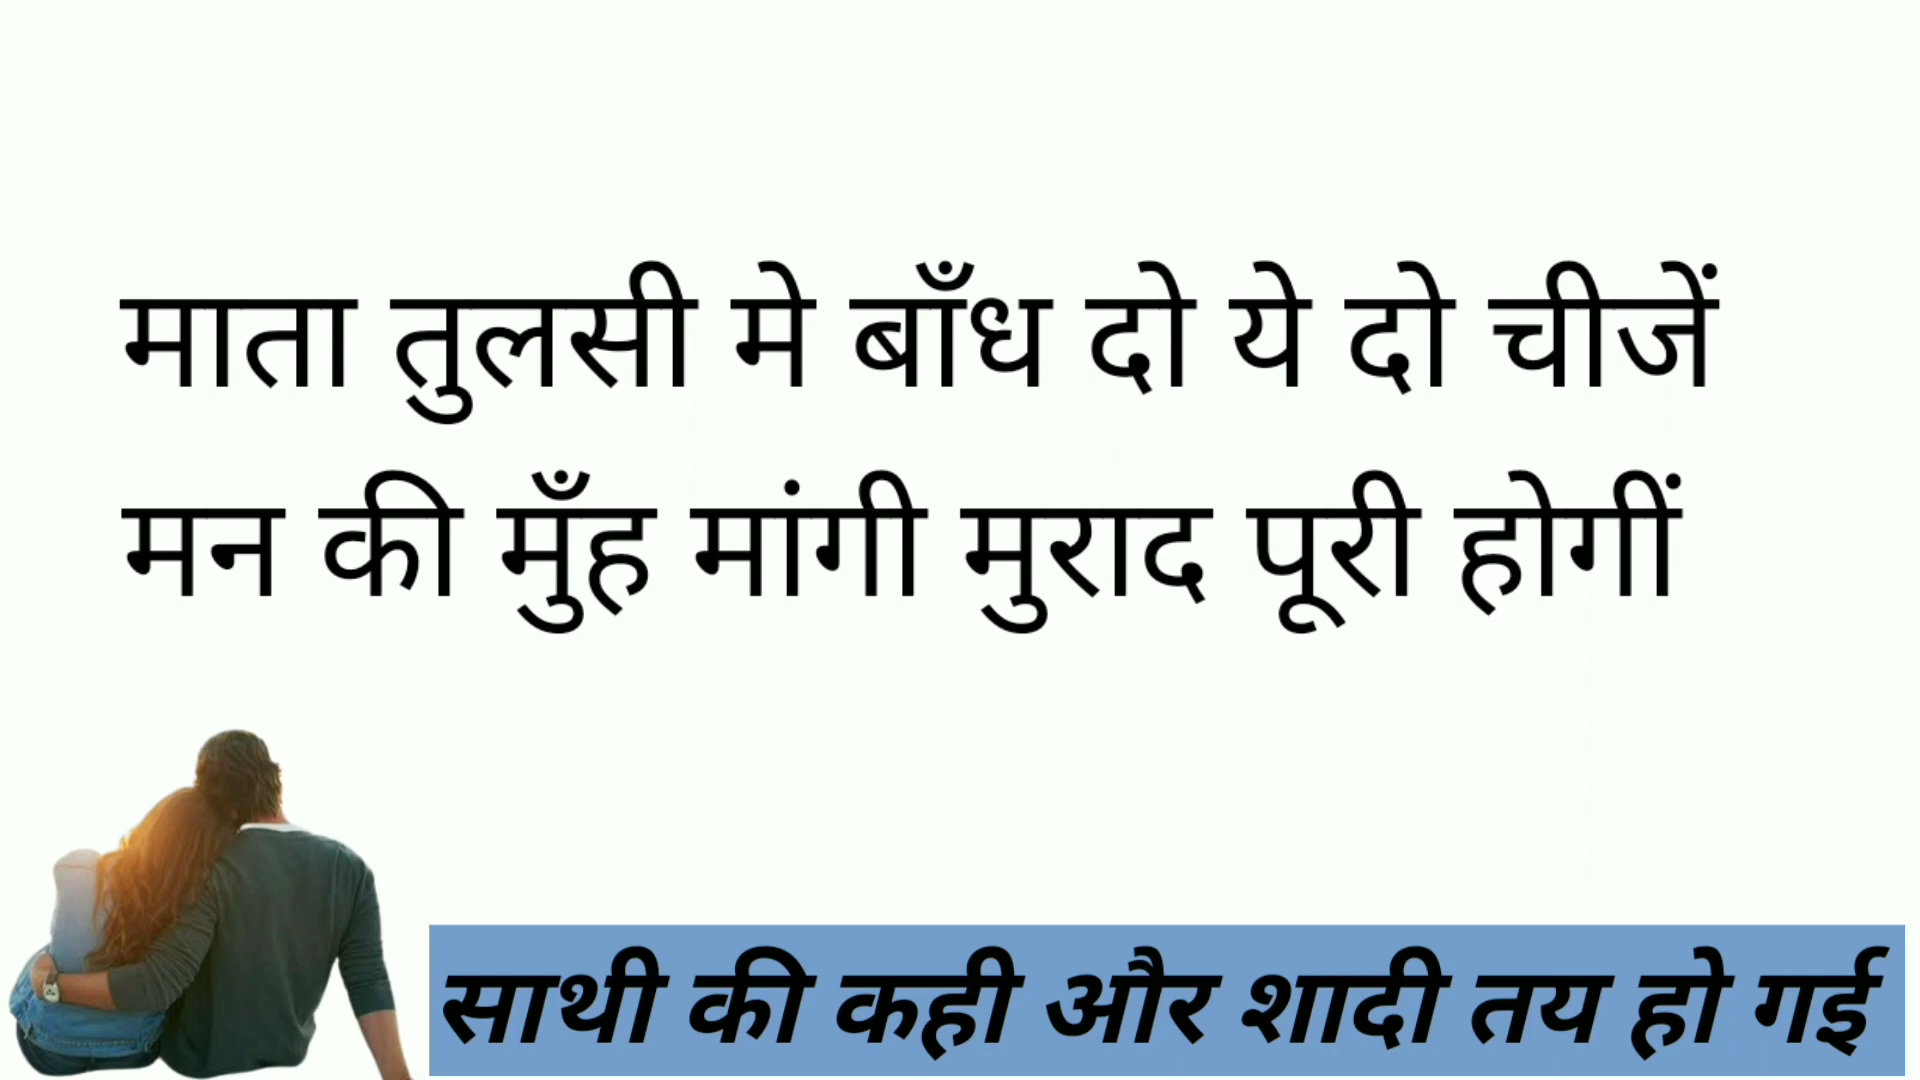 माता तुलसी मे बाँध दो ये दो चीजें
मन की मुँह मांगी मुराद पूरी होगीं
साथी की कही और शादी तय हो गई